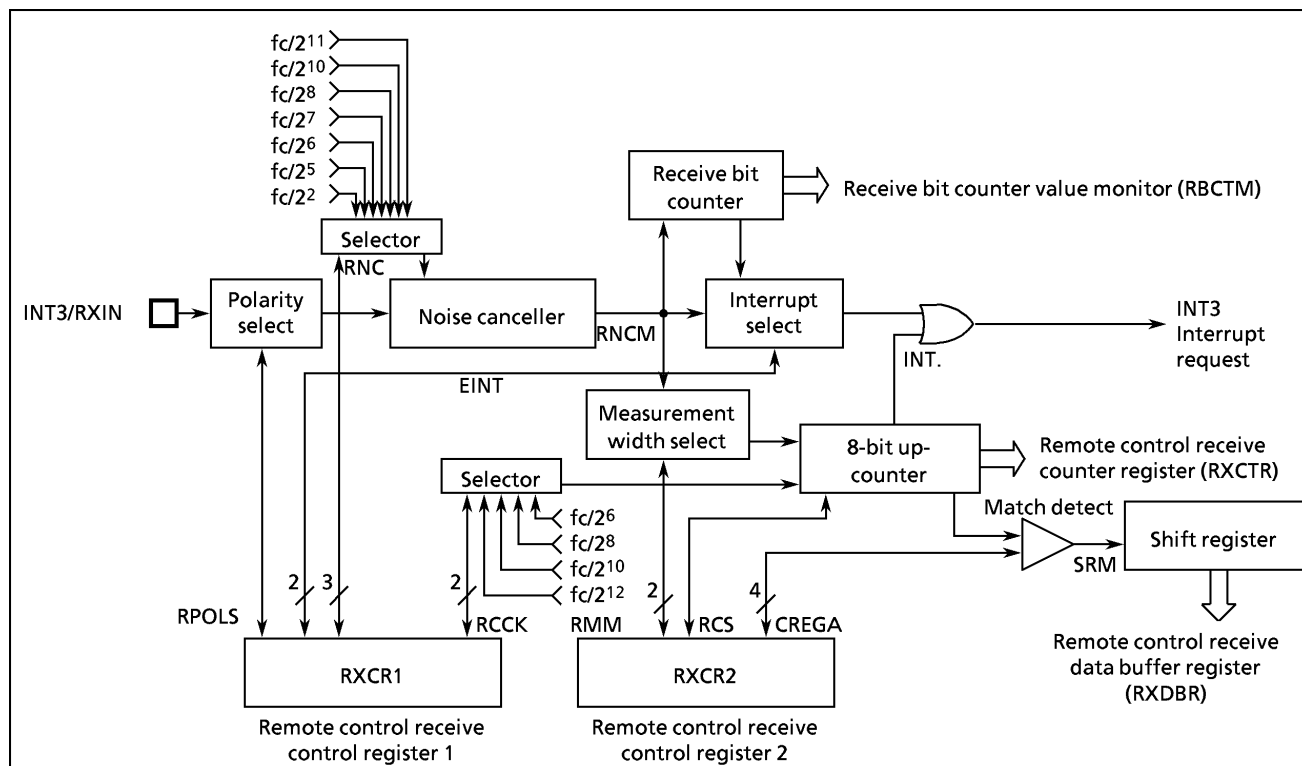 fc/2¹¹
fc/2¹⁰
fc/2⁸
fc/2⁷
fc/2⁶
fc/2⁵
fc/2²
Selector
RNC
Receive bit
counter
Receive bit counter value monitor (RBCTM)
INT3/RXIN
Polarity
select
Noise canceller
RNCM
Interrupt
select
INT.
INT3
Interrupt
request
EINT
Measurement
width select
8-bit up-
counter
Remote control receive
counter register (RXCTR)
Selector
fc/2⁶
fc/2⁸
fc/2¹⁰
fc/2¹²
Match detect
SRM
Shift register
2
3
2
2
4
RPOLS
RCCK
RMM
RCS
CREGA
RXCR1
RXCR2
Remote control receive
data buffer register
(RXDBR)
Remote control receive
control register 1
Remote control receive
control register 2